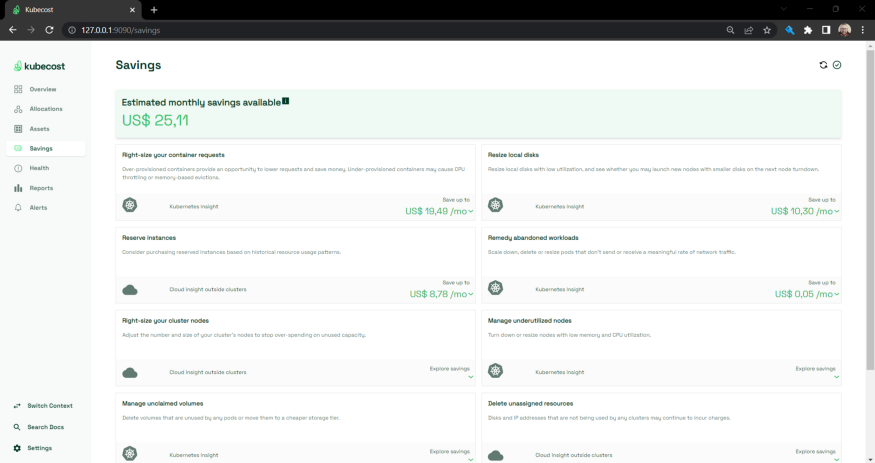 Kubecost
127.0.0.1:9090/savings
kubecost
Overview
Allocations
Assets
Savings
Health
Reports
Alerts
Switch Context
Search Docs
Settings
Savings
Estimated monthly savings available
US$ 25,11
Right-size your container requests
Over-provisioned containers provide an opportunity to lower requests and save money. Under-provisioned containers may cause CPU
throttling or memory-based evictions.
Kubernetes Insight
Save up to
US$ 19,49 /mo
Resize local disks
Resize local disks with low utilization, and see whether you may launch new nodes with smaller disks on the next node turndown.
Kubernetes Insight
Save up to
US$ 10,30 /mo
Reserve instances
Consider purchasing reserved instances based on historical resource usage patterns.
Cloud insight outside clusters
Save up to
US$ 8,78 /mo
Remedy abandoned workloads
Scale down, delete or resize pods that don't send or receive a meaningful rate of network traffic.
Kubernetes Insight
Save up to
US$ 0,05 /mo
Right-size your cluster nodes
Adjust the number and size of your cluster's nodes to stop over-spending on unused capacity.
Cloud insight outside clusters
Explore savings
Manage underutilized nodes
Turn down or resize nodes with low memory and CPU utilization.
Kubernetes Insight
Explore savings
Manage unclaimed volumes
Delete volumes that are unused by any pods or move them to a cheaper storage tier.
Kubernetes Insight
Explore savings
Delete unassigned resources
Disks and IP addresses that are not being used by any clusters may continue to incur charges.
Cloud insight outside clusters
Explore savings